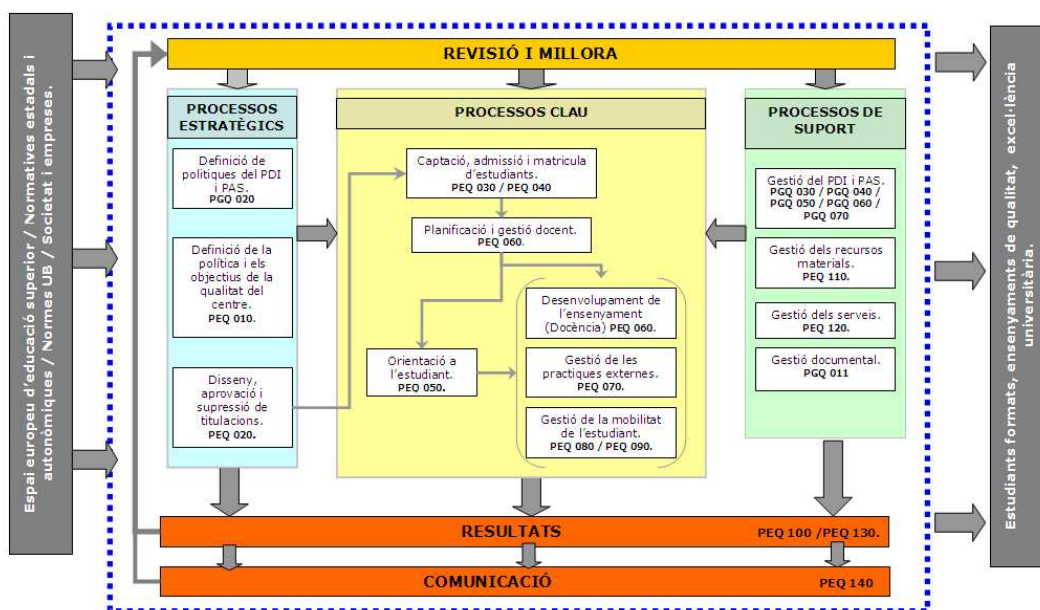 Espai europeu d'educació superior / Normatives estadals i
autonòmiques / Normes UB / Societat i empreses.
REVISIÓ I MILLORA
PROCESSOS
ESTRATÈGICS
Definició de
politiques del PDI
i PAS.
PGQ 020
Definició de la
política i els
objectius de la
qualitat del
centre.
PEQ 010.
Disseny,
aprovació i
supressió de
titulacions.
PEQ 020.
PROCESSOS CLAU
Captació, admissió i matricula
d'estudiants.
PEQ 030 / PEQ 040
Planificació i gestió docent.
PEQ 060.
Orientació a
l'estudiant.
PEQ 050.
Desenvolupament de
l'ensenyament
(Docència) PEQ 060.
Gestió de les
practiques externes.
PEQ 070.
Gestió de la mobilitat
de l'estudiant.
PEQ 080 / PEQ 090.
PROCESSOS DE
SUPORT
Gestió del PDI i PAS.
PGQ 030 / PGQ 040 /
PGQ 050 / PGQ 060 /
PGQ 070
Gestió dels recursos
materials.
PEQ 110.
Gestió dels serveis.
PEQ 120.
Gestió documental.
PGQ 011
RESULTATS
PEQ 100 /PEQ 130.
COMUNICACIÓ
PEQ 140
Estudiants formats, ensenyaments de qualitat, excel·lència
universitària.